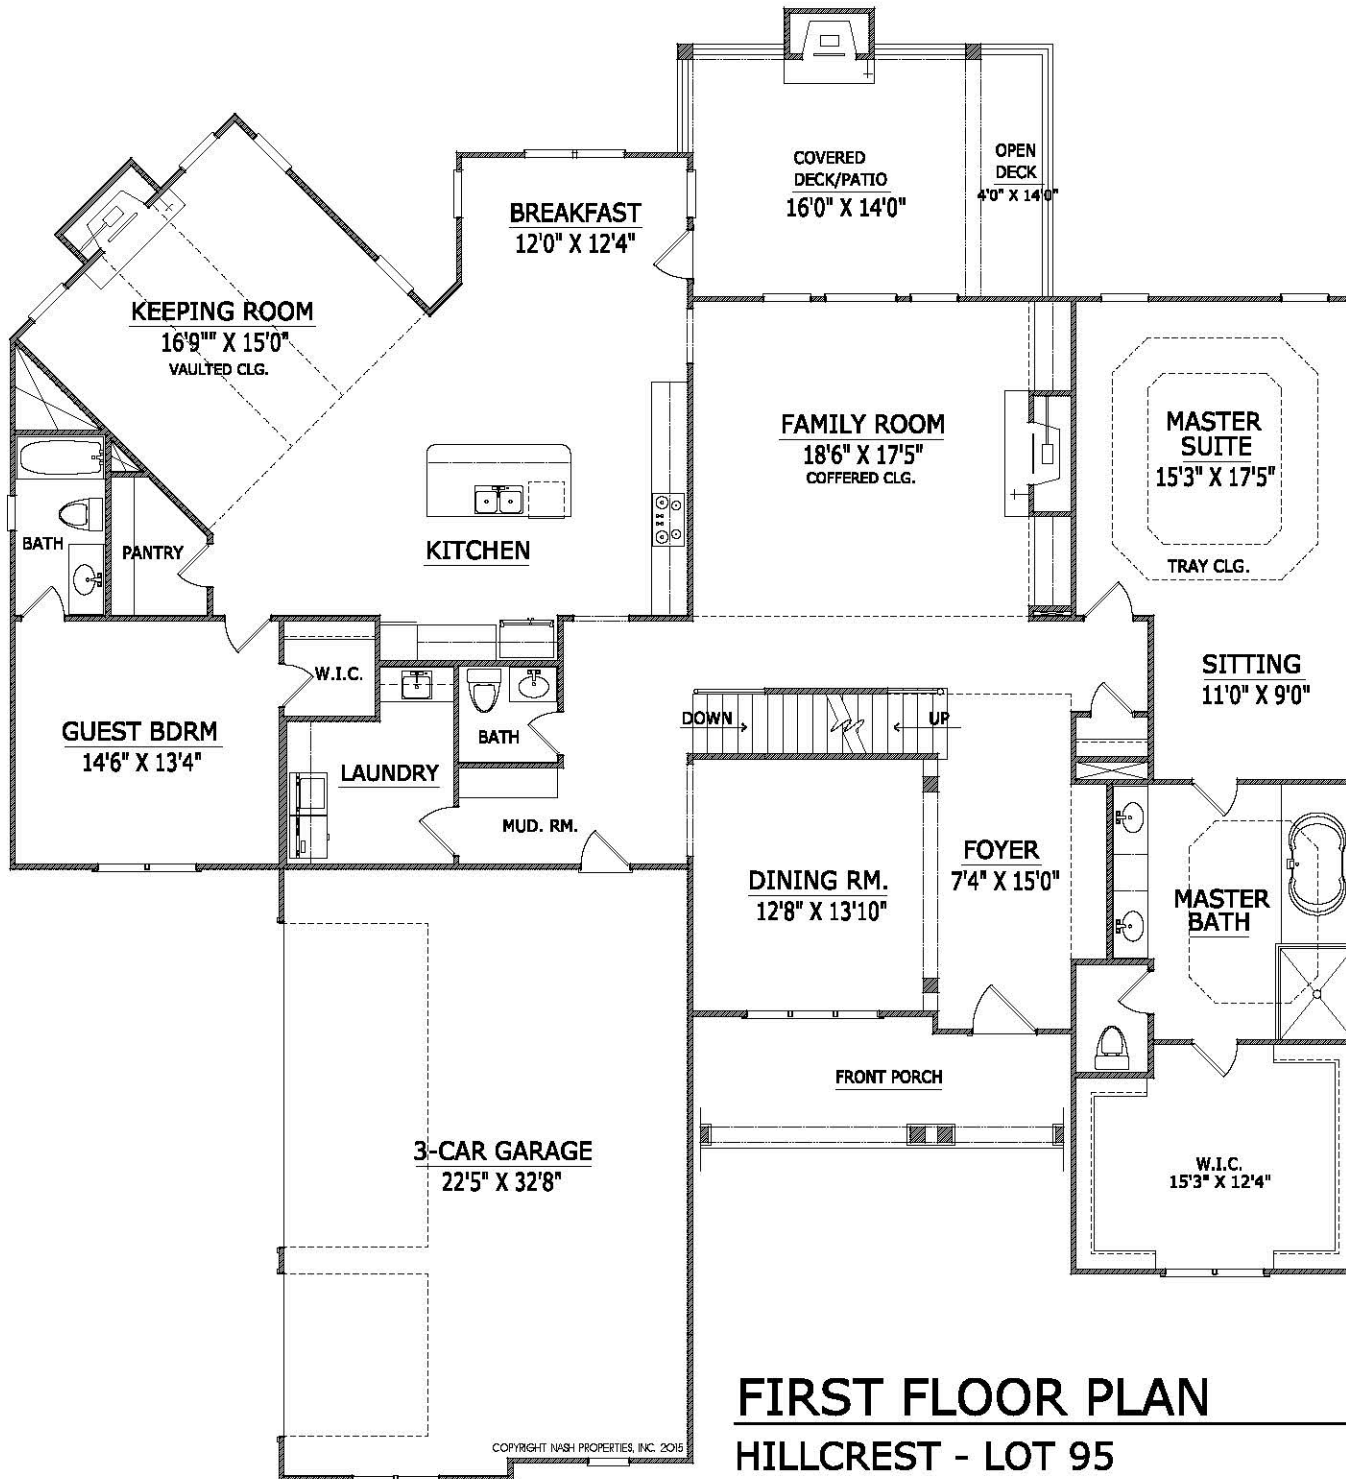 COVERED
DECK/PATIO
16'0" X 14'0"
OPEN
DECK
4'0" X 14'0"
BREAKFAST
12'0" X 12'4"
KEEPING ROOM
16'9"" X 15'0"
VAULTED CLG.
FAMILY ROOM
18'6" X 17'5"
COFFERED CLG.
MASTER
SUITE
15'3" X 17'5"
TRAY CLG.
BATH
PANTRY
KITCHEN
W.I.C.
SITTING
11'0" X 9'0"
GUEST BDRM
14'6" X 13'4"
BATH
DOWN
UP
LAUNDRY
MUD. RM.
DINING RM.
12'8" X 13'10"
FOYER
7'4" X 15'0"
MASTER
BATH
FRONT PORCH
3-CAR GARAGE
22'5" X 32'8"
W.I.C.
15'3" X 12'4"
FIRST FLOOR PLAN
HILLCREST - LOT 95
COPYRIGHT NASH PROPERTIES, INC. 2015